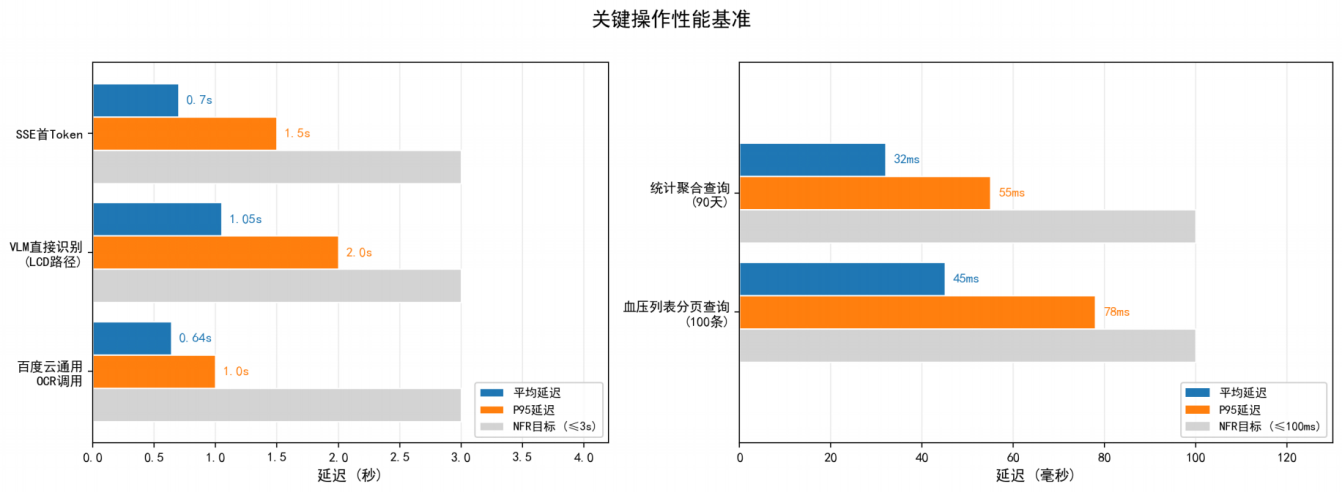 关键操作性能基准
SSE首Token
0.7s
1.5s
VLM直接识别
(LCD路径)
1.05s
2.0s
百度云通用
OCR调用
0.64s
1.0s
平均延迟
P95延迟
NFR目标 (≤3s)
0.0 0.5 1.0 1.5 2.0 2.5 3.0 3.5 4.0
延迟 (秒)
统计聚合查询
(90天)
32ms
55ms
血压列表分页查询
(100条)
45ms
78ms
平均延迟
P95延迟
NFR目标 (≤100ms)
0 20 40 60 80 100 120
延迟 (毫秒)